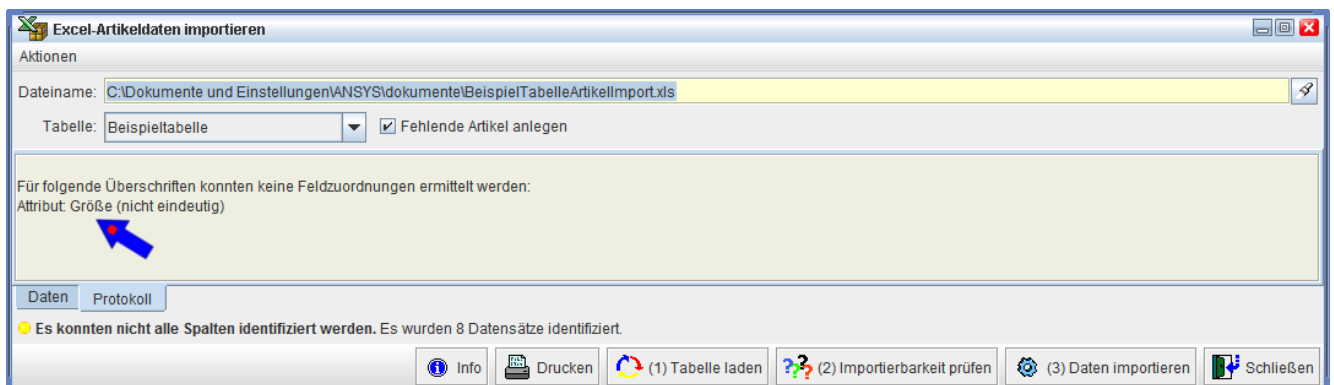 Excel-Artikeldaten importieren
Aktionen
Dateiname: C:\Dokumente und Einstellungen\ANSYS\dokumente\BeispielTabelleArtikelImport.xls
Tabelle: Beispieltabelle Fehlende Artikel anlegen
Für folgende Überschriften konnten keine Feldzuordnungen ermittelt werden:
Attribut: Größe (nicht eindeutig)
Daten Protokoll
Es konnten nicht alle Spalten identifiziert werden. Es wurden 8 Datensätze identifiziert.
Info Drucken (1) Tabelle laden (2) Importierbarkeit prüfen (3) Daten importieren Schließen